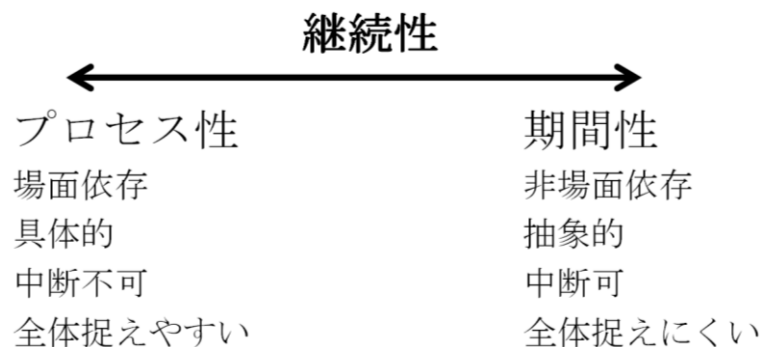 継続性
プロセス性
場面依存
具体的
中断不可
全体捉えやすい
期間性
非場面依存
抽象的
中断可
全体捉えにくい